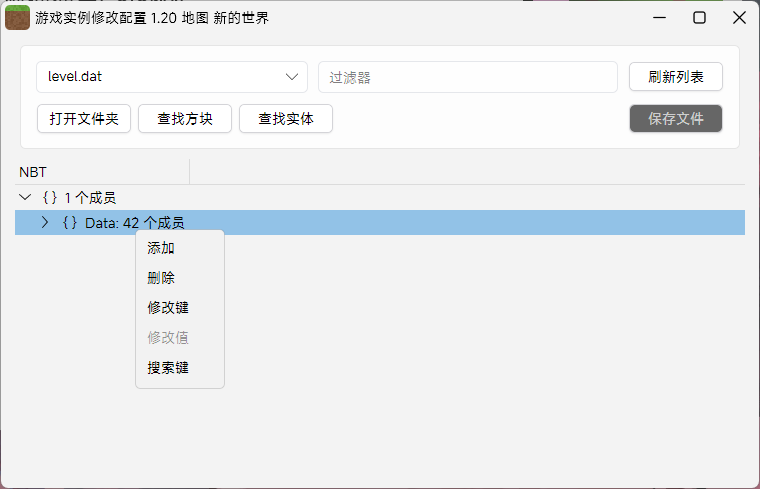 游戏实例修改配置 1.20 地图 新的世界
level.dat
过滤器
刷新列表
打开文件夹
查找方块
查找实体
保存文件
NBT
{ } 1 个成员
{ } Data: 42 个成员
添加
删除
修改键
修改值
搜索键